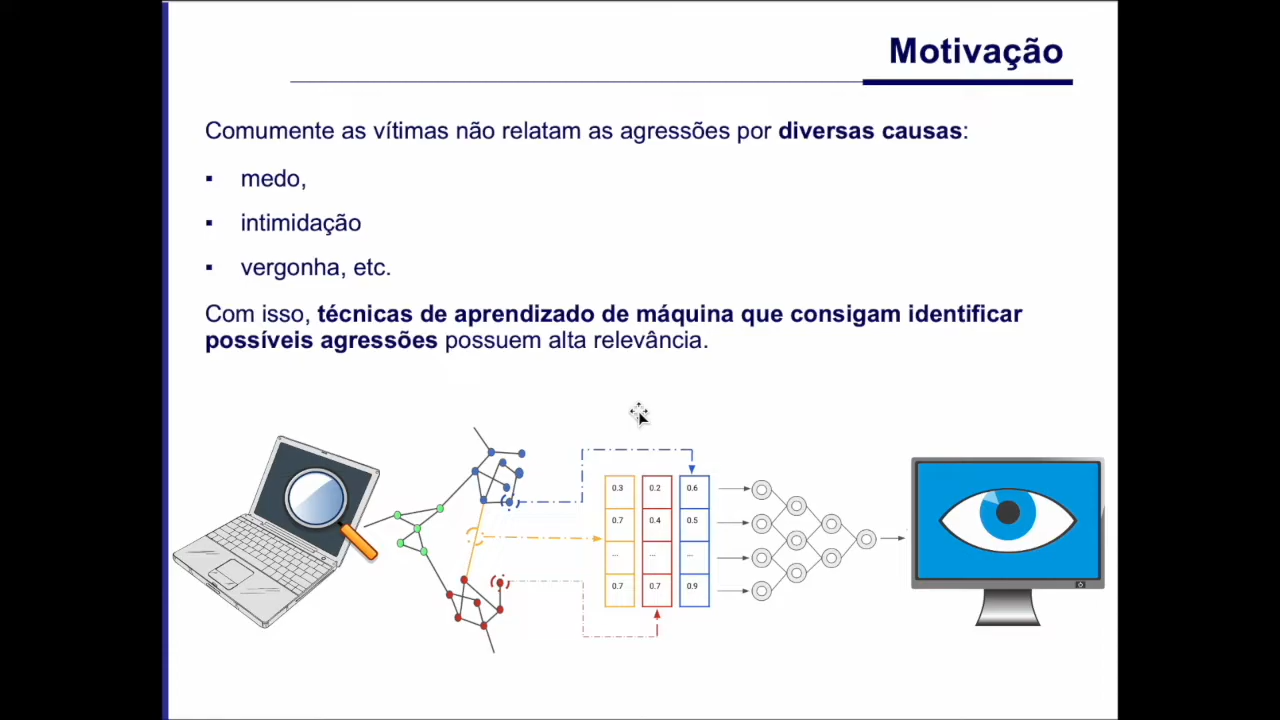 Motivação
Comumente as vítimas não relatam as agressões por diversas causas:
▪ medo,
▪ intimidação
▪ vergonha, etc.
Com isso, técnicas de aprendizado de máquina que consigam identificar
possíveis agressões possuem alta relevância.
0.3 0.2 0.6
0.7 0.4 0.5
... ... ...
0.7 0.7 0.9